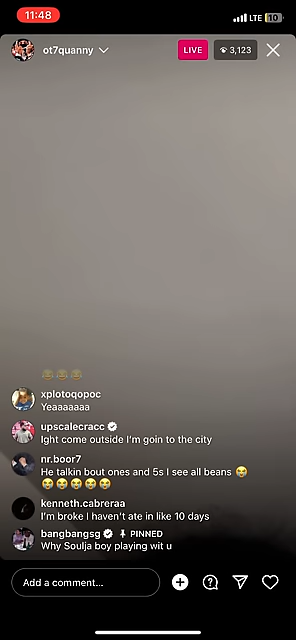 11:48
LTE 10
ot7quanny
LIVE
3,123
xplotoqopoc
Yeaaaaaaa
upscalecracc
Ight come outside I'm goin to the city
nr.boor7
He talkin bout ones and 5s I see all beans 😭
😭😭😭😭😭
kenneth.cabreraa
I'm broke I haven't ate in like 10 days
bangbangsg PINNED
Why Soulja boy playing wit u
Add a comment...